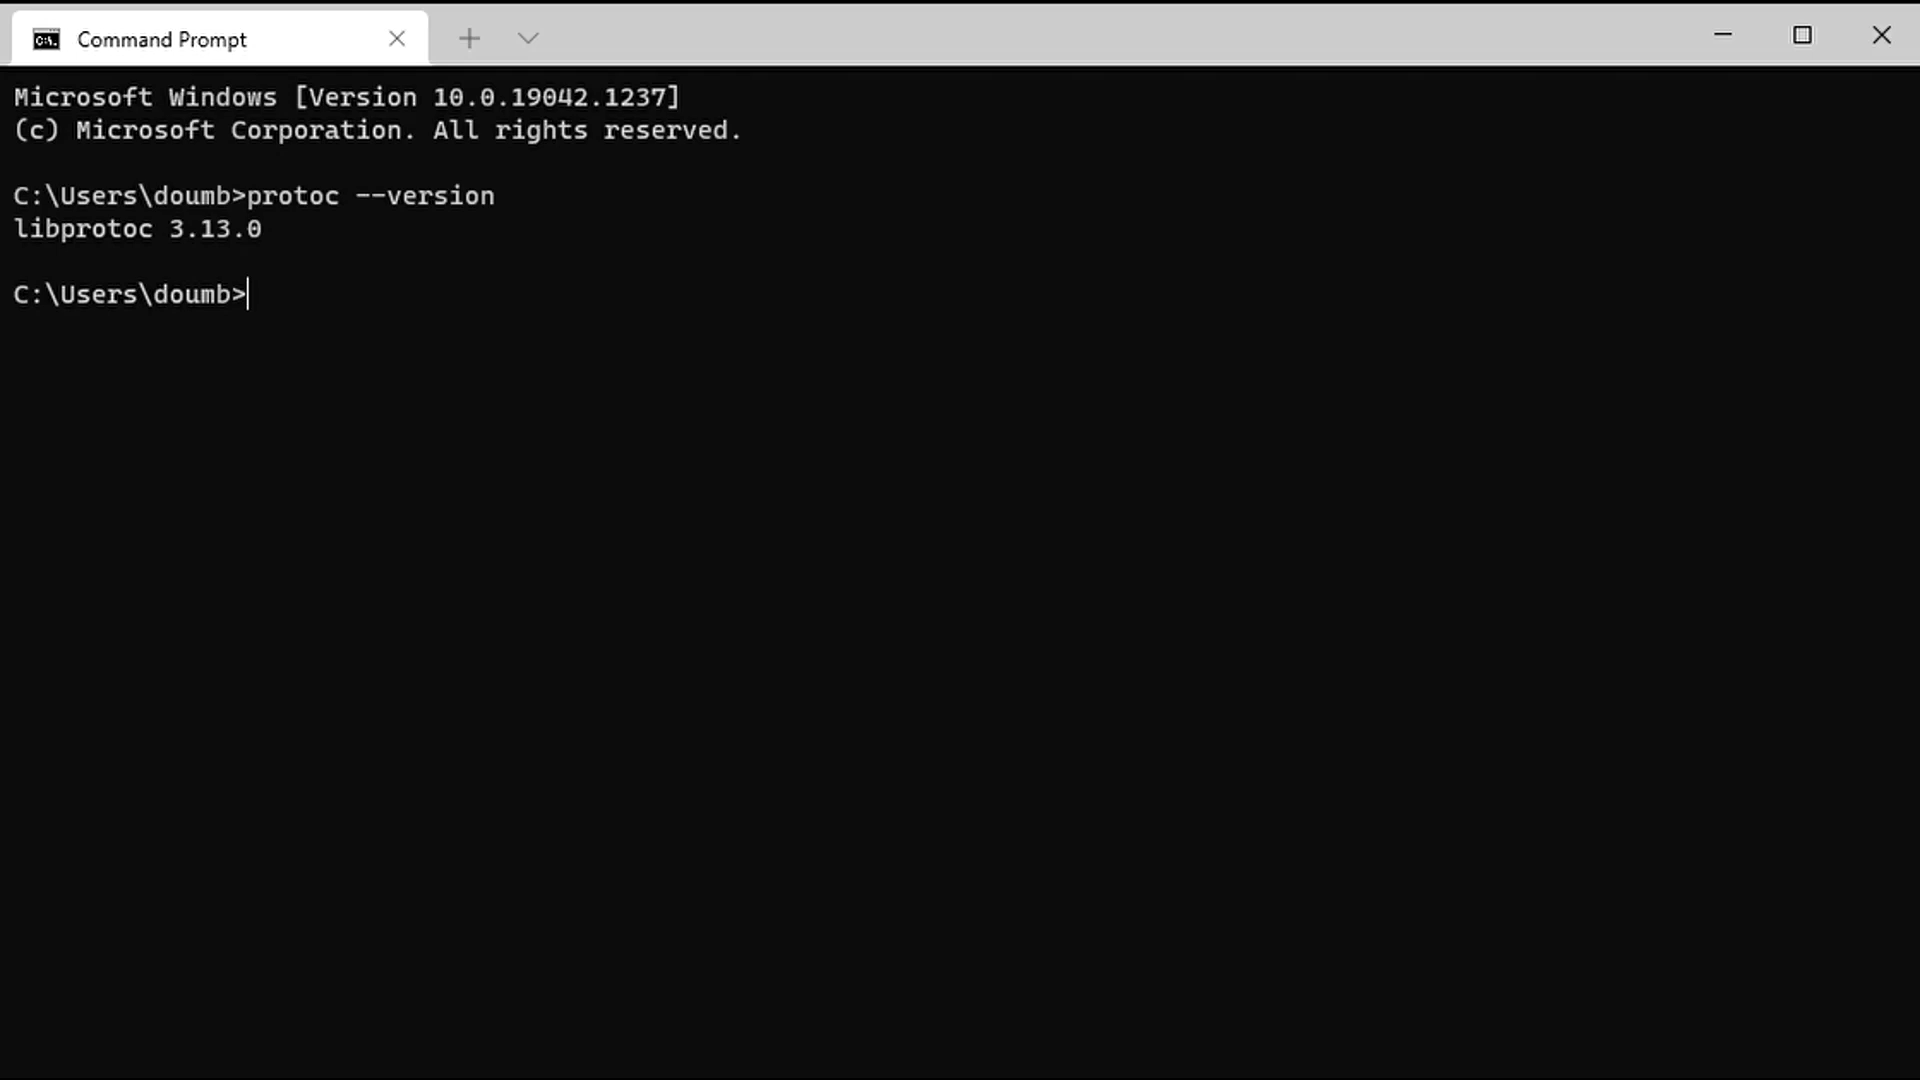 Command Prompt
Microsoft Windows [Version 10.0.19042.1237]
(c) Microsoft Corporation. All rights reserved.
C:\Users\doumb>protoc --version
libprotoc 3.13.0
C:\Users\doumb>